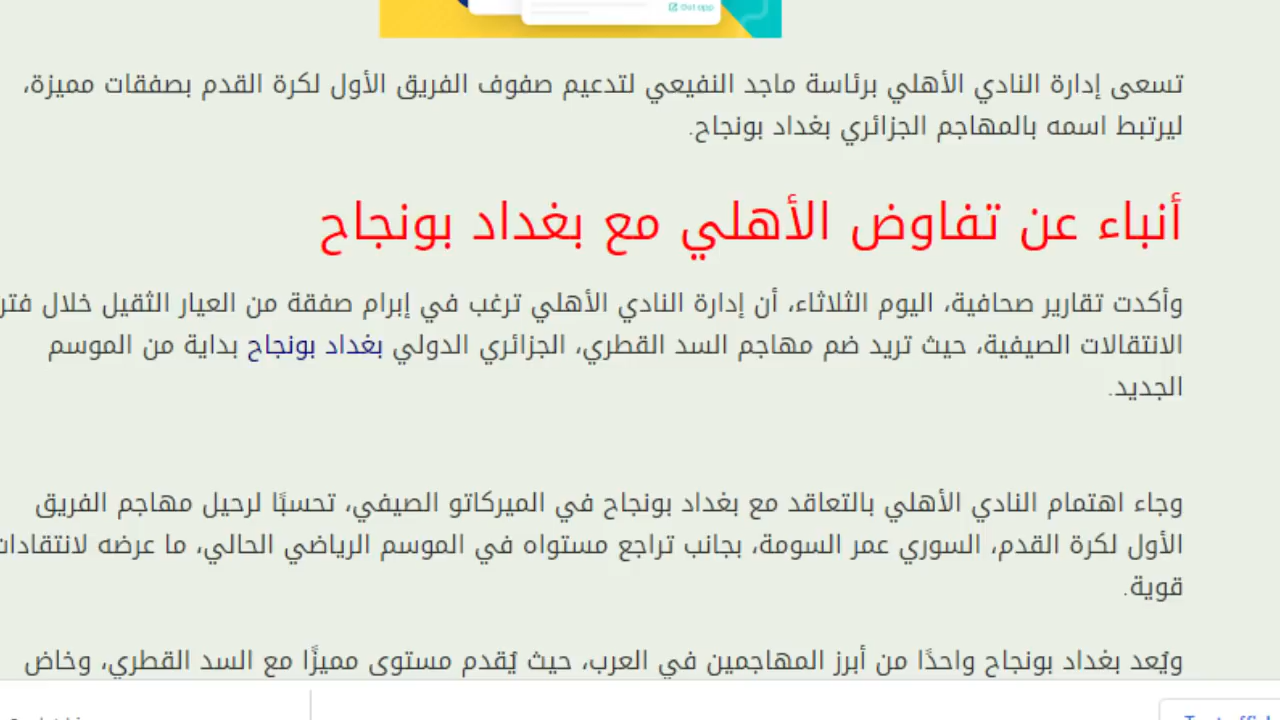 Get app
تسعى إدارة النادي الأهلي برئاسة ماجد النفيعي لتدعيم صفوف الفريق الأول لكرة القدم بصفقات مميزة،
ليرتبط اسمه بالمهاجم الجزائري بغداد بونجاح.
أنباء عن تفاوض الأهلي مع بغداد بونجاح
وأكدت تقارير صحافية، اليوم الثلاثاء، أن إدارة النادي الأهلي ترغب في إبرام صفقة من العيار الثقيل خلال
الانتقالات الصيفية، حيث تريد ضم مهاجم السد القطري، الجزائري الدولي بغداد بونجاح بداية من الموسم
الجديد.
وجاء اهتمام النادي الأهلي بالتعاقد مع بغداد بونجاح في الميركاتو الصيفي، تحسبًا لرحيل مهاجم الفريق
الأول لكرة القدم، السوري عمر السومة، بجانب تراجع مستواه في الموسم الرياضي الحالي، ما عرضه لانتقادات
قوية.
ويُعد بغداد بونجاح واحدًا من أبرز المهاجمين في العرب، حيث يُقدم مستوى مميزًا مع السد القطري، وخاض